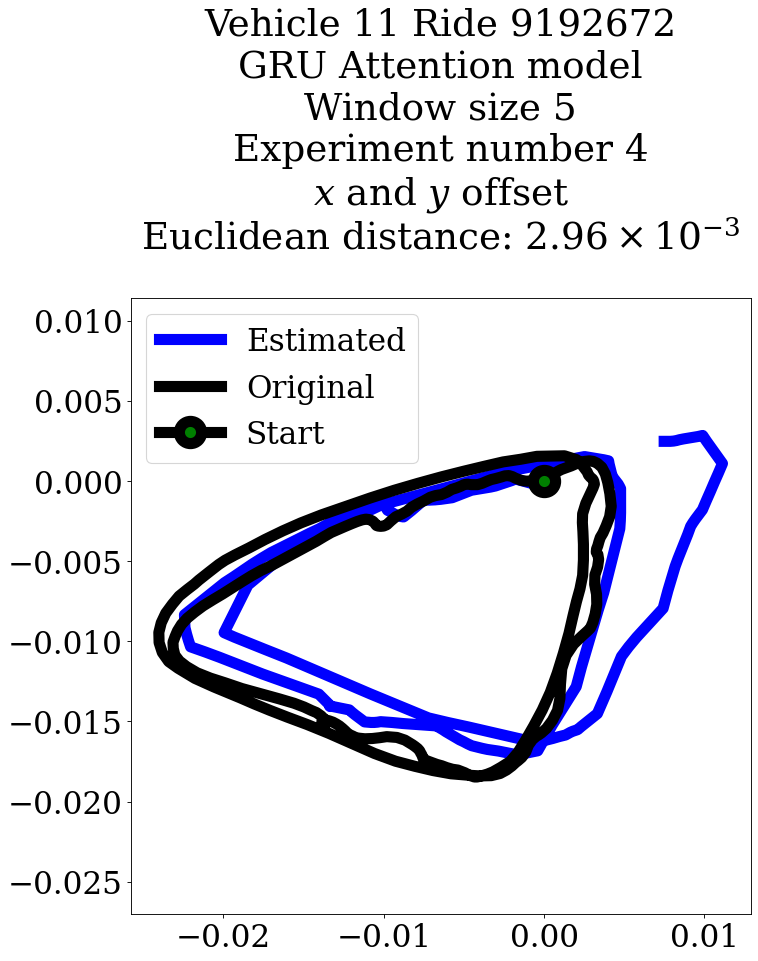 Vehicle 11 Ride 9192672
GRU Attention model
Window size 5
Experiment number 4
x and y offset
Euclidean distance: 2.96 × 10⁻³
0.010
0.005
0.000
−0.005
−0.010
−0.015
−0.020
−0.025
Estimated
Original
Start
−0.02 −0.01 0.00 0.01